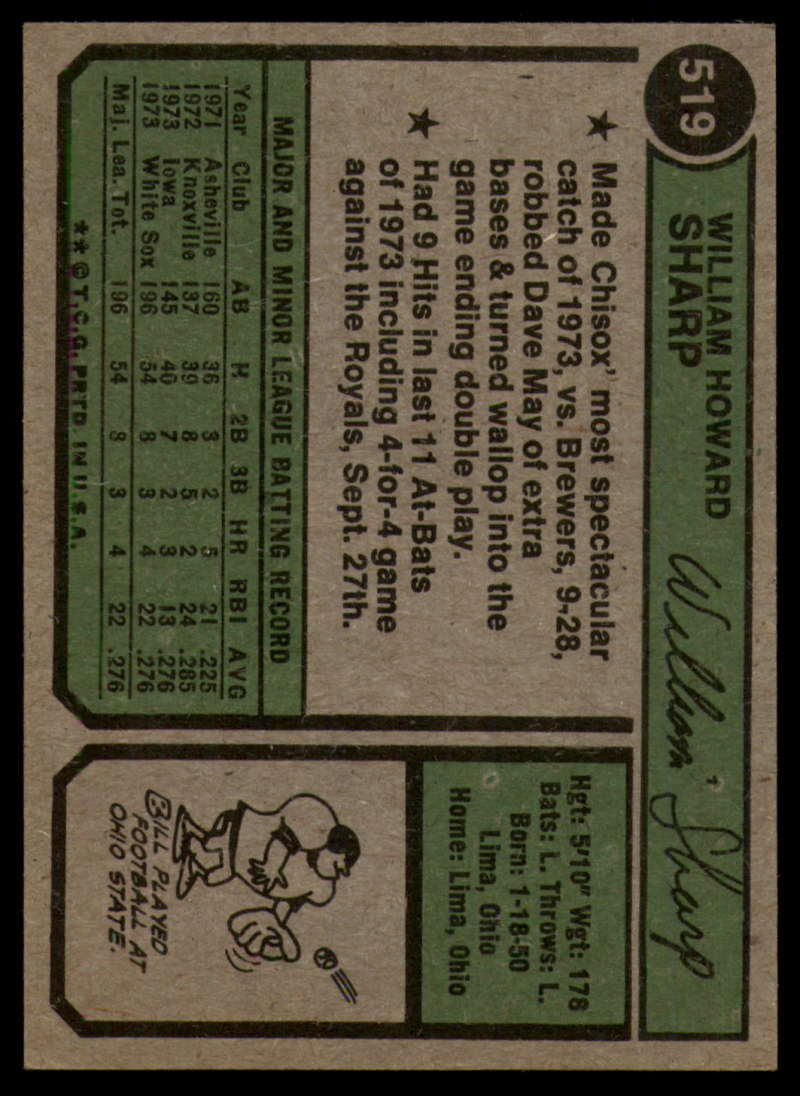 519
WILLIAM HOWARD
SHARP
William Sharp
★ Made Chisox' most spectacular
catch of 1973, vs. Brewers, 9-28,
robbed Dave May of extra
bases & turned wallop into the
game ending double play.
★ Had 9 Hits in last 11 At-Bats
of 1973 including 4-for-4 game
against the Royals, Sept. 27th.
MAJOR AND MINOR LEAGUE BATTING RECORD
Year Club AB H 2B 3B HR RBI AVG
1971 Asheville 160 36 3 2 5 21 .225
1972 Knoxville 137 39 8 5 2 24 .285
1973 Iowa 145 40 7 2 3 13 .276
1973 White Sox 196 54 8 3 4 22 .276
Maj. Lea. Tot. 196 54 8 3 4 22 .276
**©T.C.G. PRTD. IN U.S.A.
Hgt: 5'10" Wgt: 178
Bats: L. Throws: L.
Born: 1-18-50
Lima, Ohio
Home: Lima, Ohio
BILL PLAYED
FOOTBALL AT
OHIO STATE.